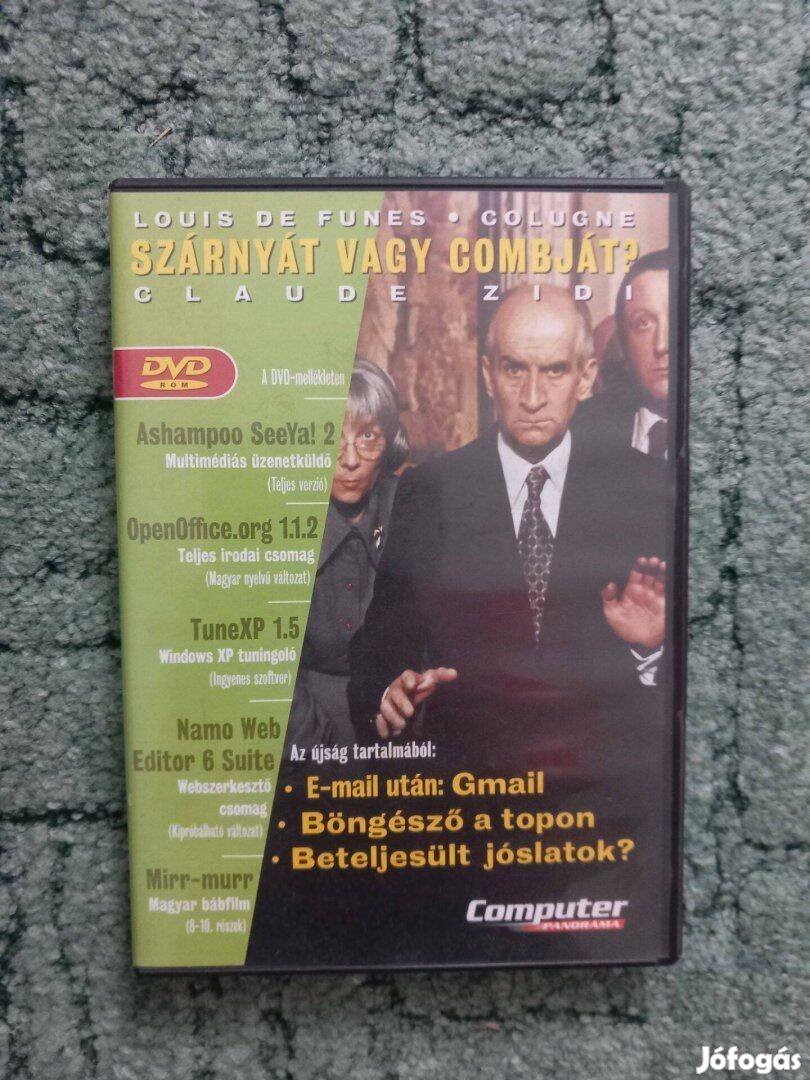 LOUIS DE FUNES • COLUGNE
SZÁRNYÁT VAGY COMBJÁT?
CLAUDE ZIDI
DVD
ROM
A DVD-mellékleten
Ashampoo SeeYa! 2
Multimédiás üzenetküldő
(Teljes verzió)
OpenOffice.org 1.1.2
Teljes irodai csomag
(Magyar nyelvű változat)
TuneXP 1.5
Windows XP tuningoló
(Ingyenes szoftver)
Namo Web
Editor 6 Suite
Webszerkesztő
csomag
(Kipróbálható változat)
Mirr-murr
Magyar bábfilm
(8-10. részek)
Az újság tartalmából:
• E-mail után: Gmail
• Böngésző a topon
• Beteljesült jóslatok?
Computer
PANORAMA
Jófogás